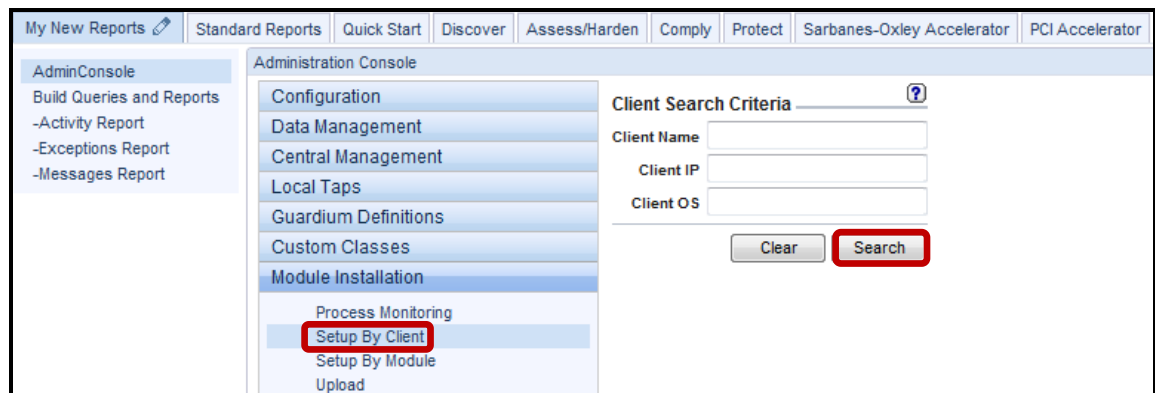 My New Reports
Standard Reports
Quick Start
Discover
Assess/Harden
Comply
Protect
Sarbanes-Oxley Accelerator
PCI Accelerator
AdminConsole
Build Queries and Reports
-Activity Report
-Exceptions Report
-Messages Report
Administration Console
Configuration
Data Management
Central Management
Local Taps
Guardium Definitions
Custom Classes
Module Installation
Process Monitoring
Setup By Client
Setup By Module
Upload
Client Search Criteria
?
Client Name
Client IP
Client OS
Clear
Search